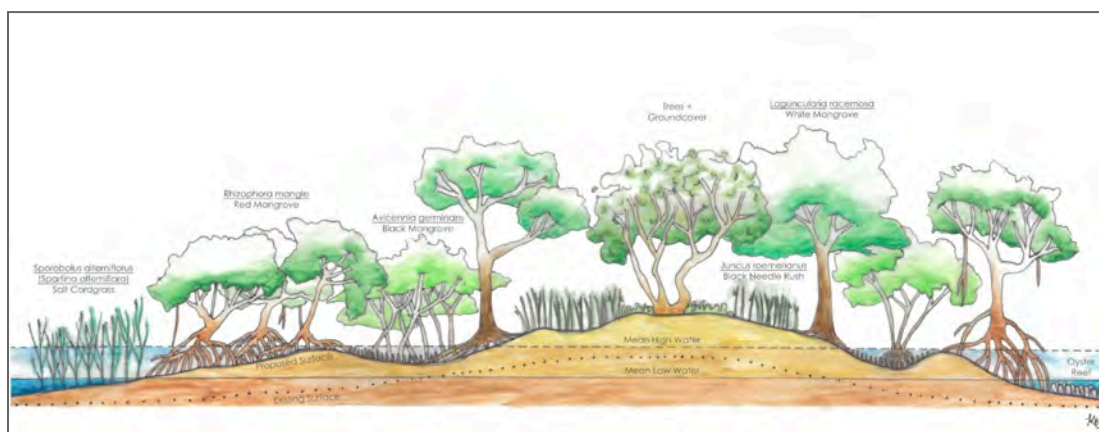 Trees +
Groundcover
Laguncularia racemosa
White Mangrove
Rhizophora mangle
Red Mangrove
Avicennia germinans
Black Mangrove
Sporobolus alterniflorus
(Spartina alterniflora)
Salt Cordgrass
Juncus roemerianus
Black Needle Rush
Mean High Water
Proposed Surface
Mean Low Water
Existing Surface
Oyster
Reef